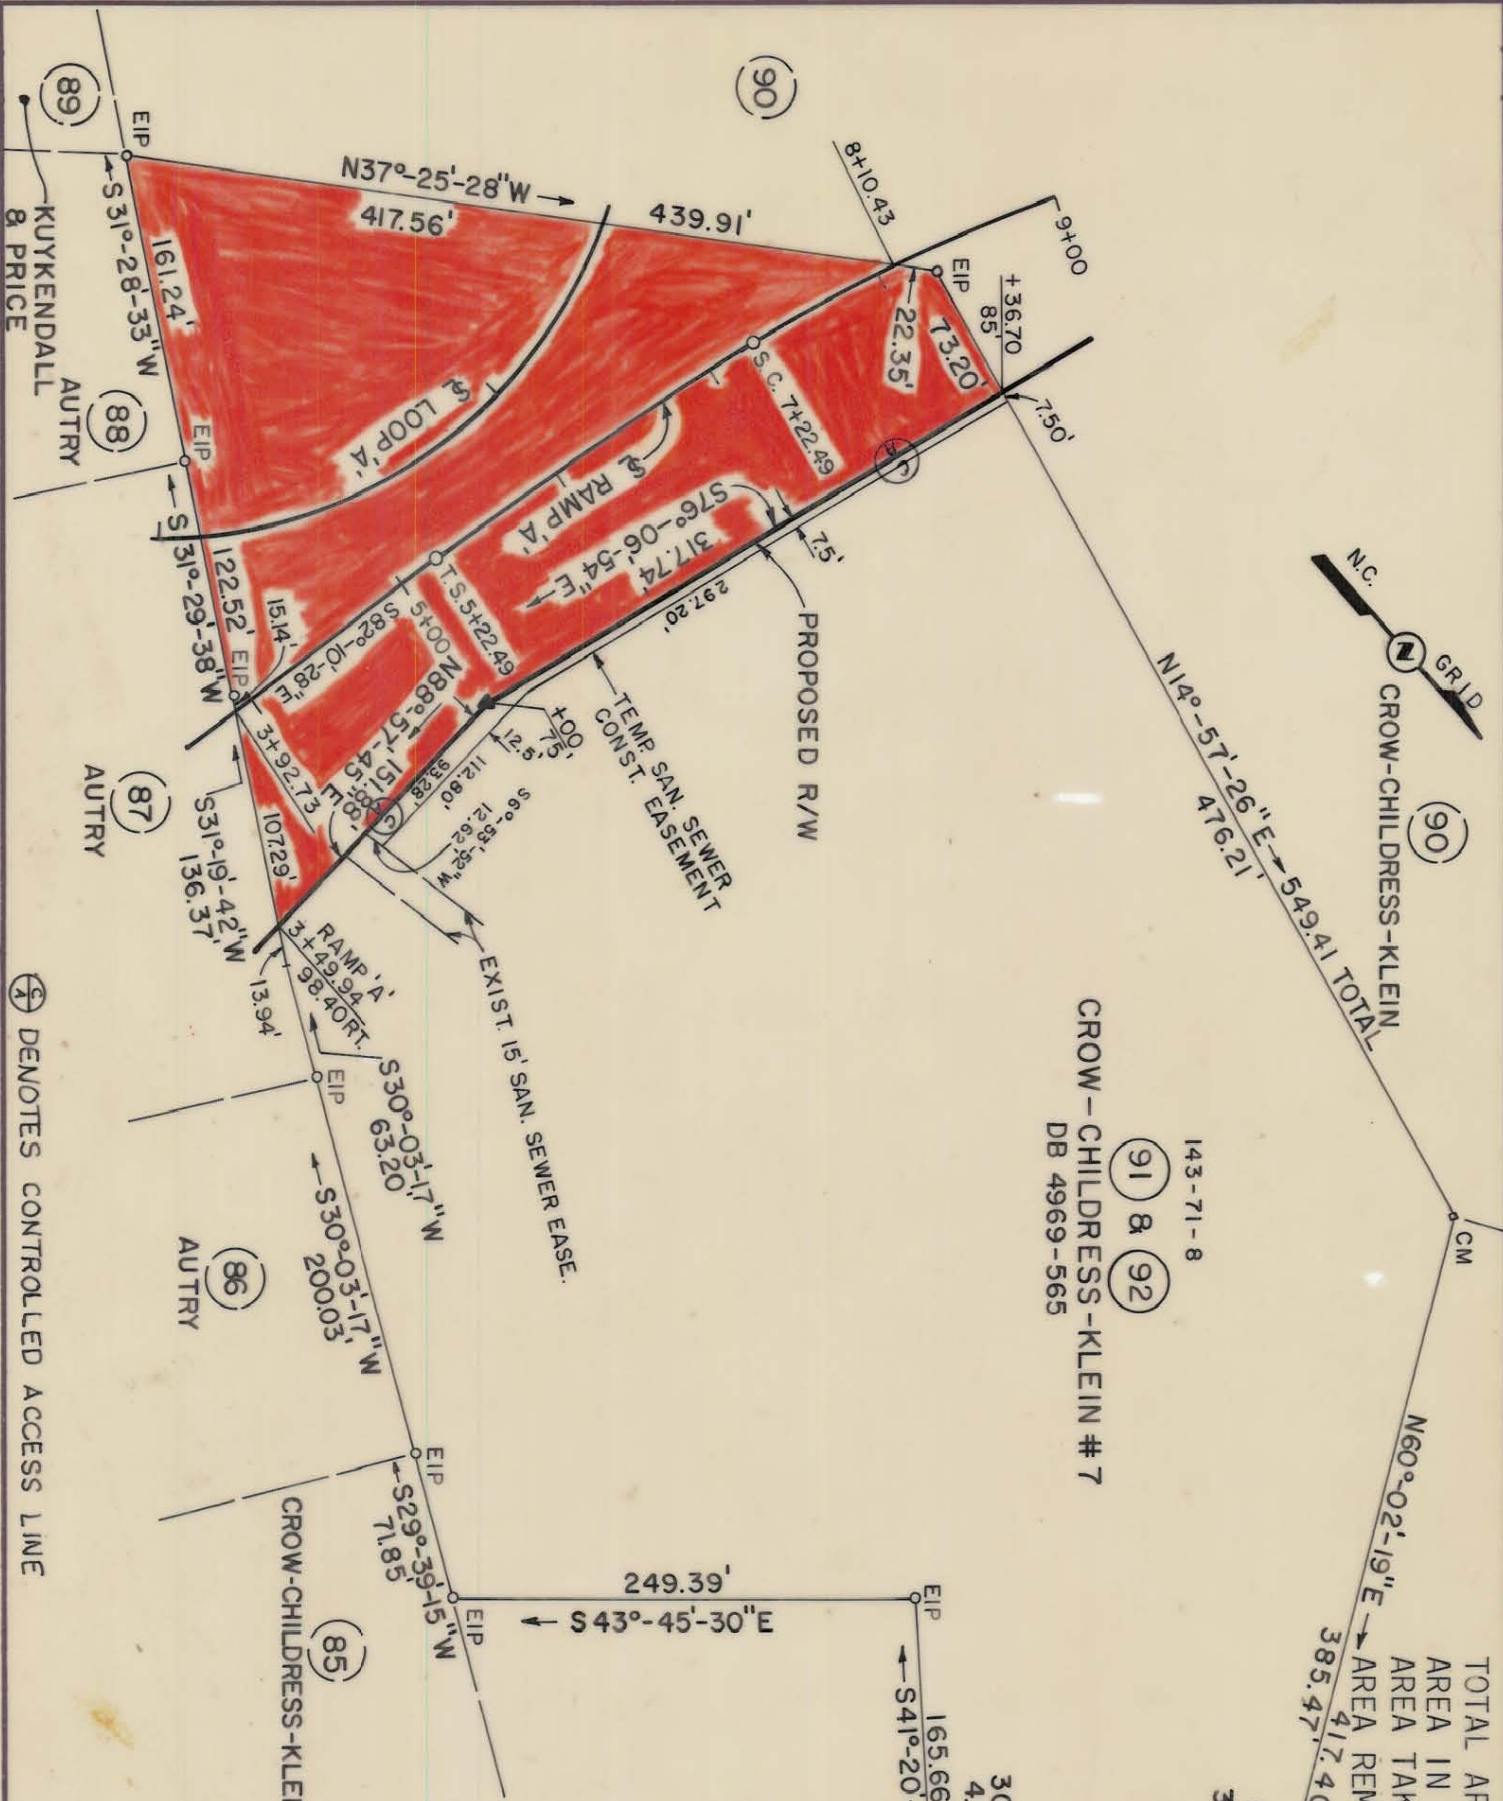 90
8+10.43
9+00
EIP
+36.70
85'
7.50'
N37°-25'-28"W
417.56'
439.91'
22.35'
73.20'
89
EIP
KUYKENDALL
& PRICE
S31°-28'-33"W
161.24'
88
AUTRY
EIP
℄ LOOP 'A'
S.C. 7+22.49
℄ RAMP 'A'
C/A
S76°-06'-54"E
317.74'
7.5'
297.20'
PROPOSED R/W
TEMP. SAN. SEWER
CONST. EASEMENT
T.S. 5+22.49
5+00
S82°-10'-28"E
N88°-57'-45"E
151.88'
S31°-29'-38"W
122.52'
15.14'
EIP
3+92.73
107.29'
+00
75'
12.5'
112.80'
93.28'
S6°-53'-52"W
12.62'
C/A
EXIST. 15' SAN. SEWER EASE.
87
AUTRY
S31°-19'-42"W
136.37'
RAMP 'A'
3+49.94
98.40RT.
13.94'
S30°-03'-17"W
63.20'
EIP
S30°-03'-17"W
200.03'
86
AUTRY
EIP
S29°-39'-15"W
71.85'
EIP
85
CROW-CHILDRESS-KLEI
249.39'
S43°-45'-30"E
EIP
165.66
S41°-20'
N.C.
GRID
N
90
CROW-CHILDRESS-KLEIN
N14°-57'-26"E
549.41 TOTAL
476.21'
CM
143-71-8
91 & 92
CROW-CHILDRESS-KLEIN #7
DB 4969-565
N60°-02'-19"E
385.47'
TOTAL AR
AREA IN
AREA TAK
AREA REM
C/A DENOTES CONTROLLED ACCESS LINE